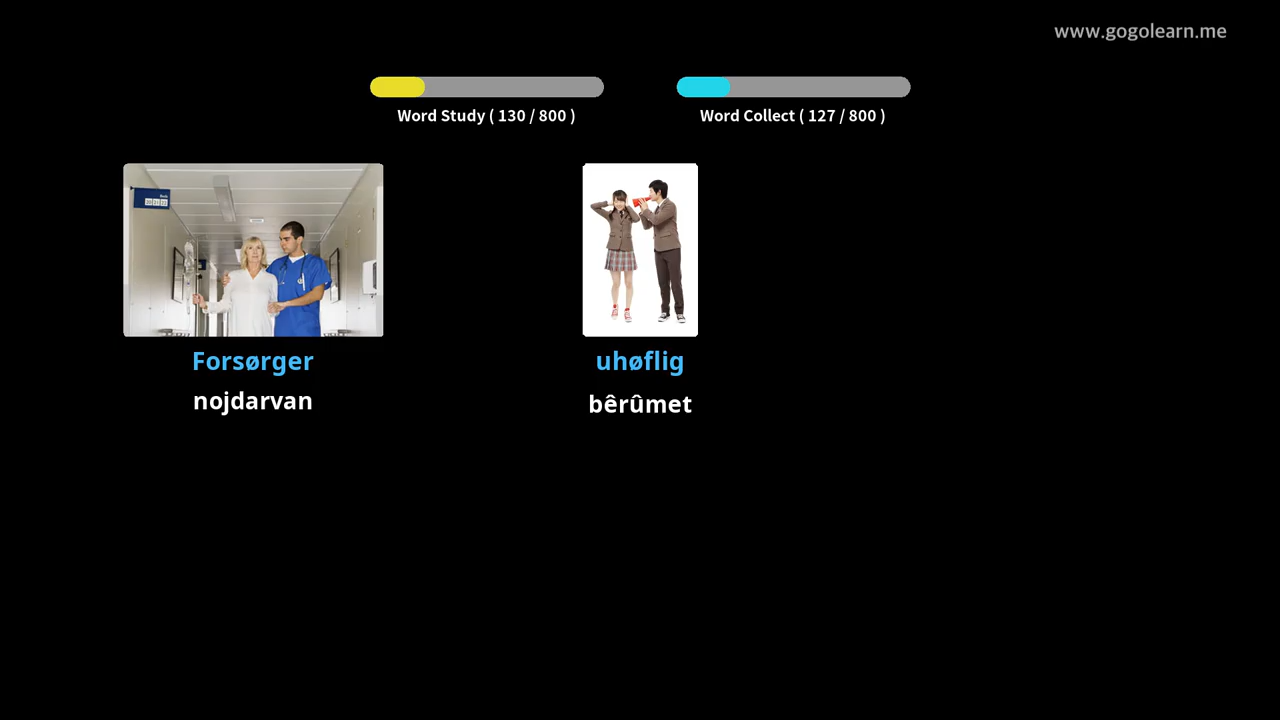 www.gogolearn.me
Word Study ( 130 / 800 )
Word Collect ( 127 / 800 )
Forsørger
nojdarvan
uhøflig
bêrûmet